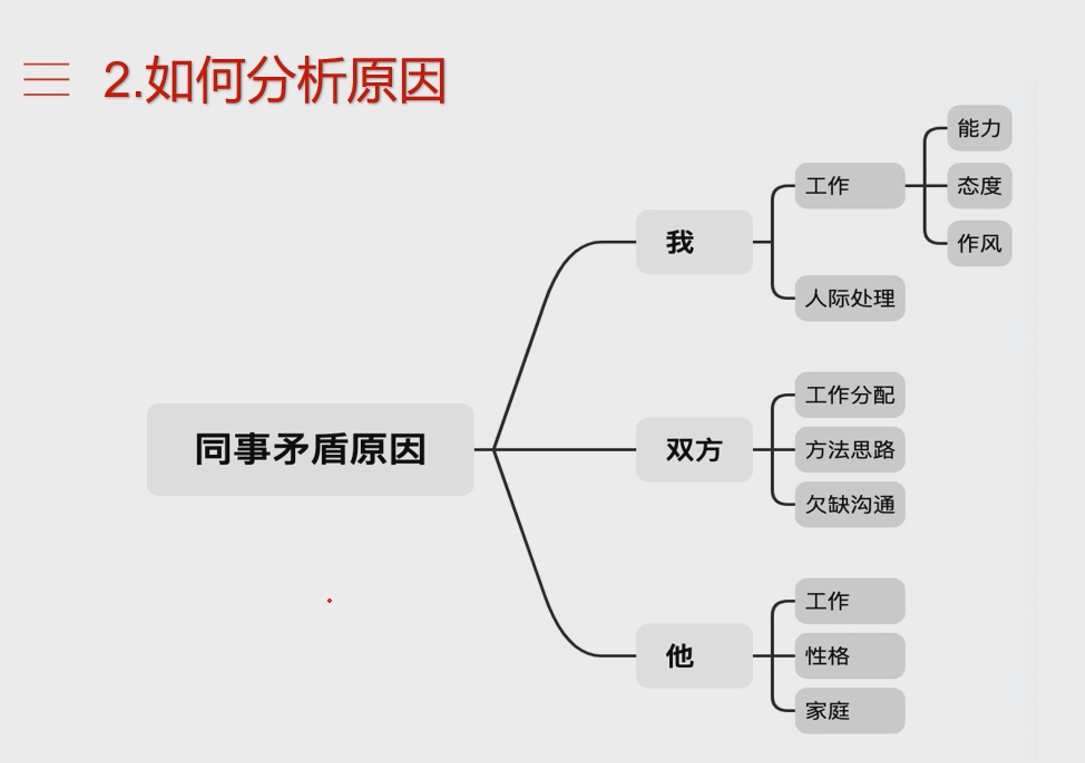 2.如何分析原因
同事矛盾原因
我
工作
能力
态度
作风
人际处理
双方
工作分配
方法思路
欠缺沟通
他
工作
性格
家庭